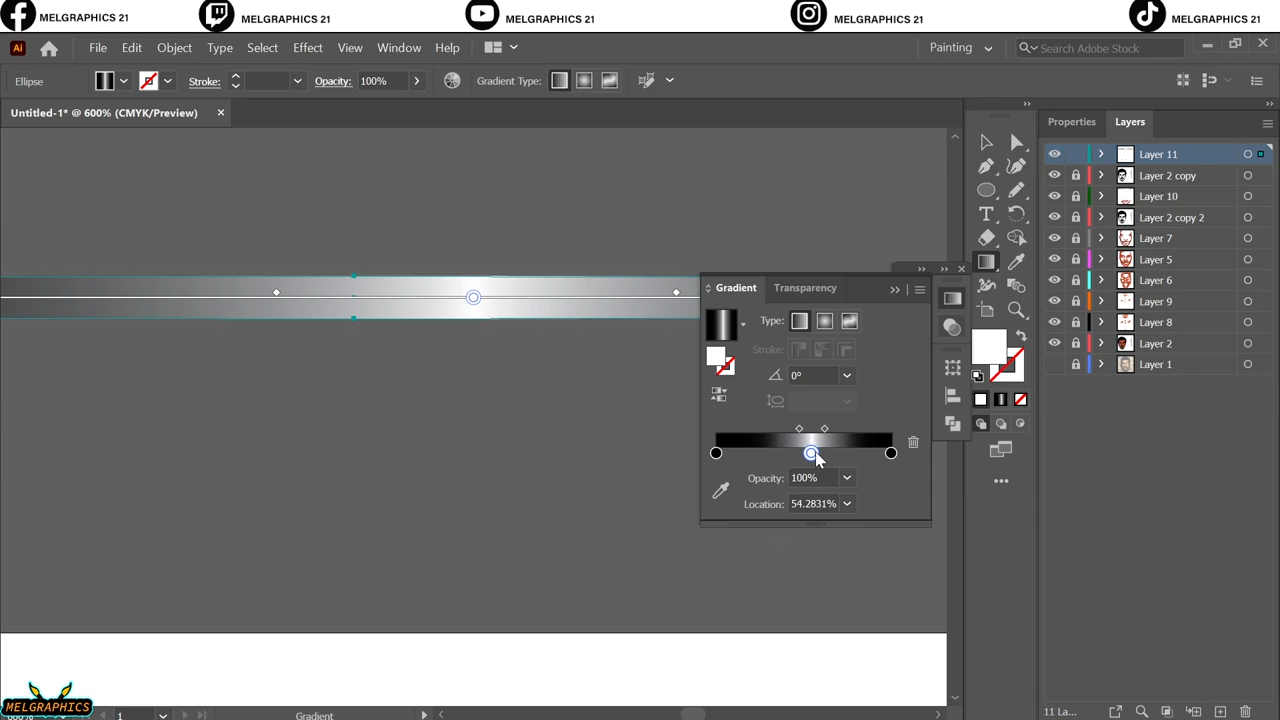 MELGRAPHICS 21 MELGRAPHICS 21 MELGRAPHICS 21 MELGRAPHICS 21 MELGRAPHICS 21
Ai File Edit Object Type Select Effect View Window Help Painting Search Adobe Stock
Ellipse Stroke: Opacity: 100% Gradient Type:
Untitled-1* @ 600% (CMYK/Preview)
Properties Layers
Layer 11
Layer 2 copy
Layer 10
Layer 2 copy 2
Layer 7
Layer 5
Layer 6
Layer 9
Layer 8
Layer 2
Layer 1
Gradient Transparency
Type:
Stroke:
0°
Opacity: 100%
Location: 54.2831%
MELGRAPHICS
1 Gradient
11 La...